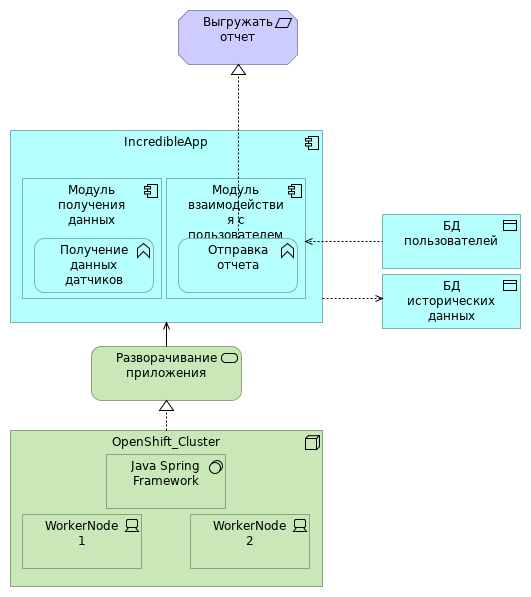 Выгружать
отчет
IncredibleApp
Модуль
получения
данных
Получение
данных
датчиков
Модуль
взаимодействи
я с
пользователем
Отправка
отчета
БД
пользователей
БД
исторических
данных
Разворачивание
приложения
OpenShift_Cluster
Java Spring
Framework
WorkerNode
1
WorkerNode
2